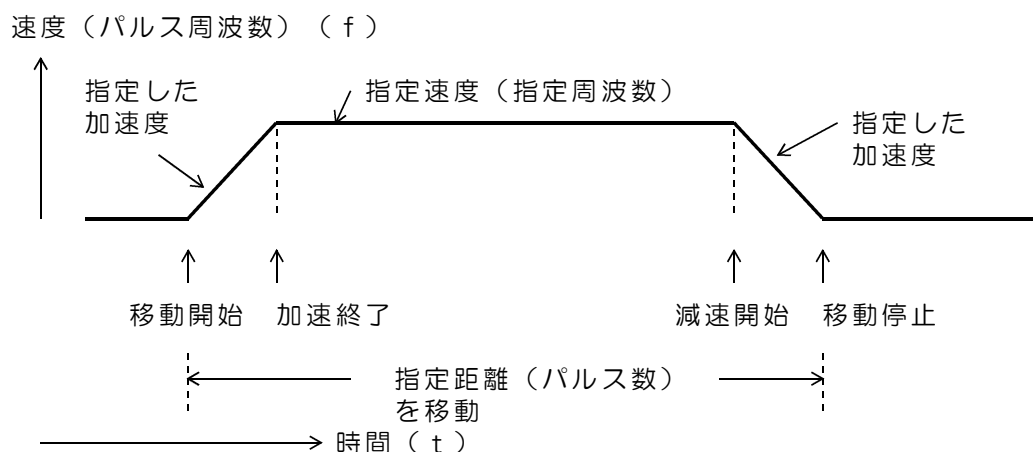 速度（パルス周波数）（ｆ）
指定した
加速度
指定速度（指定周波数）
指定した
加速度
移動開始
加速終了
減速開始
移動停止
指定距離（パルス数）
を移動
時間（ｔ）